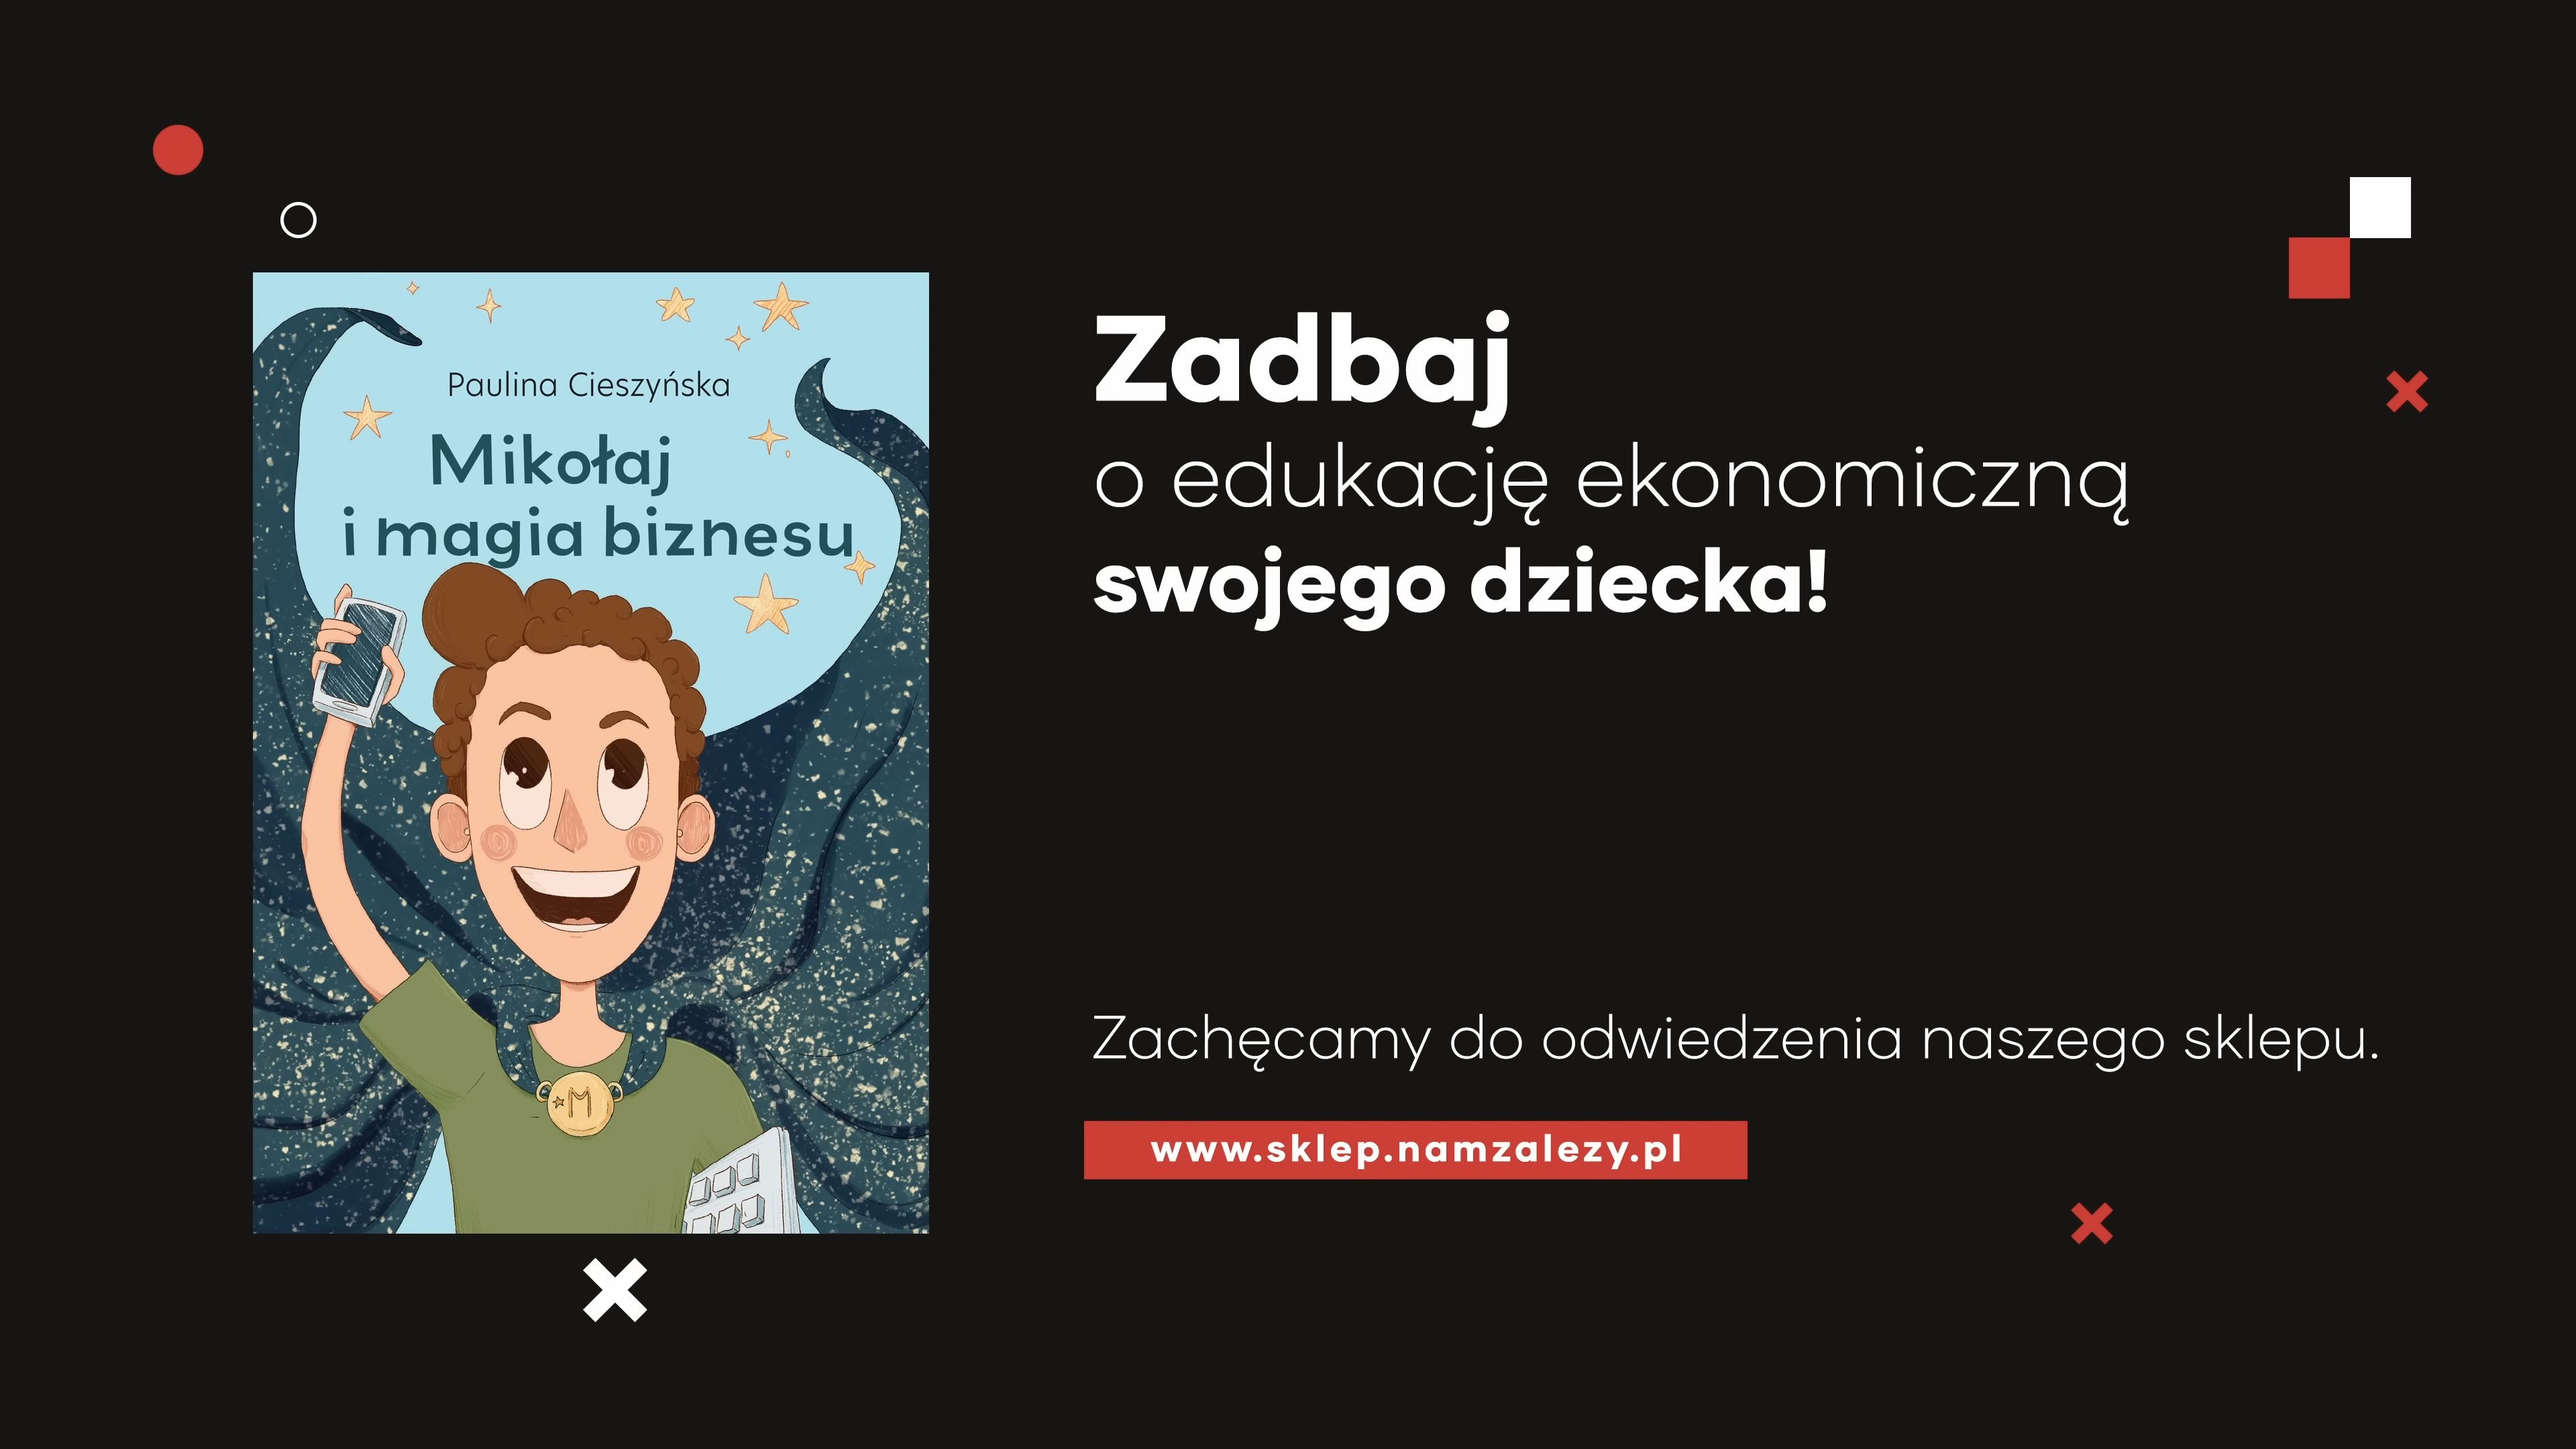 Paulina Cieszyńska
Mikołaj
i magia biznesu
M
Zadbaj
o edukację ekonomiczną
swojego dziecka!
Zachęcamy do odwiedzenia naszego sklepu.
www.sklep.namzalezy.pl